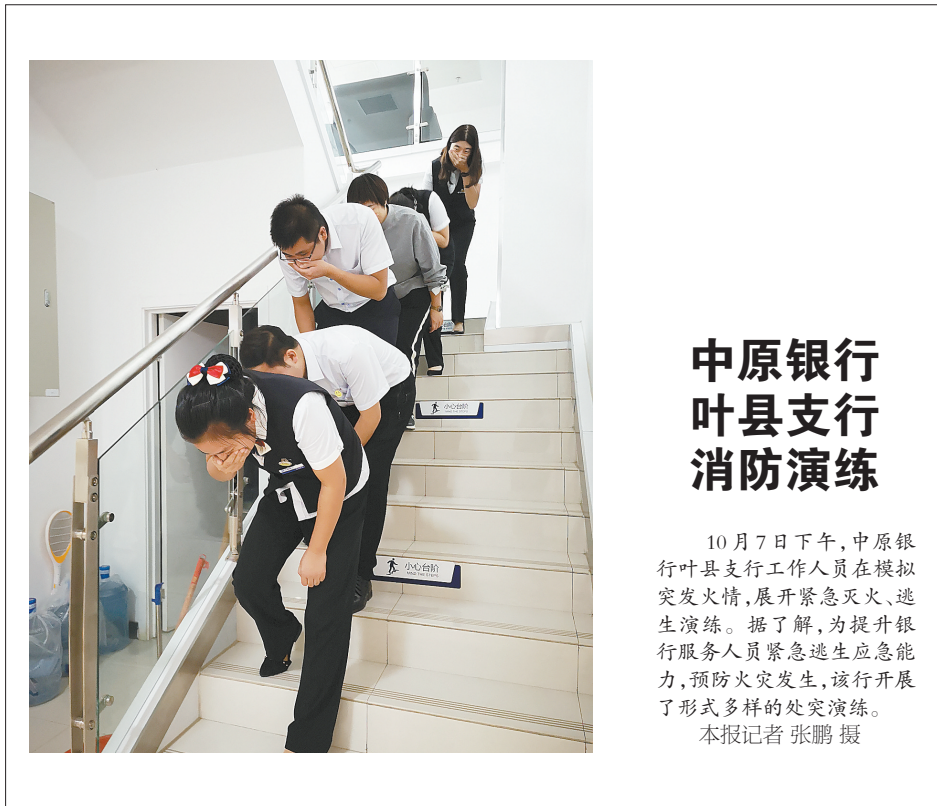 小心台阶
MIND THE STEPS
小心台阶
MIND THE STEPS
中原银行
叶县支行
消防演练
10月7日下午,中原银
行叶县支行工作人员在模拟
突发火情,展开紧急灭火、逃
生演练。据了解,为提升银
行服务人员紧急逃生应急能
力,预防火灾发生,该行开展
了形式多样的处突演练。
本报记者 张鹏 摄